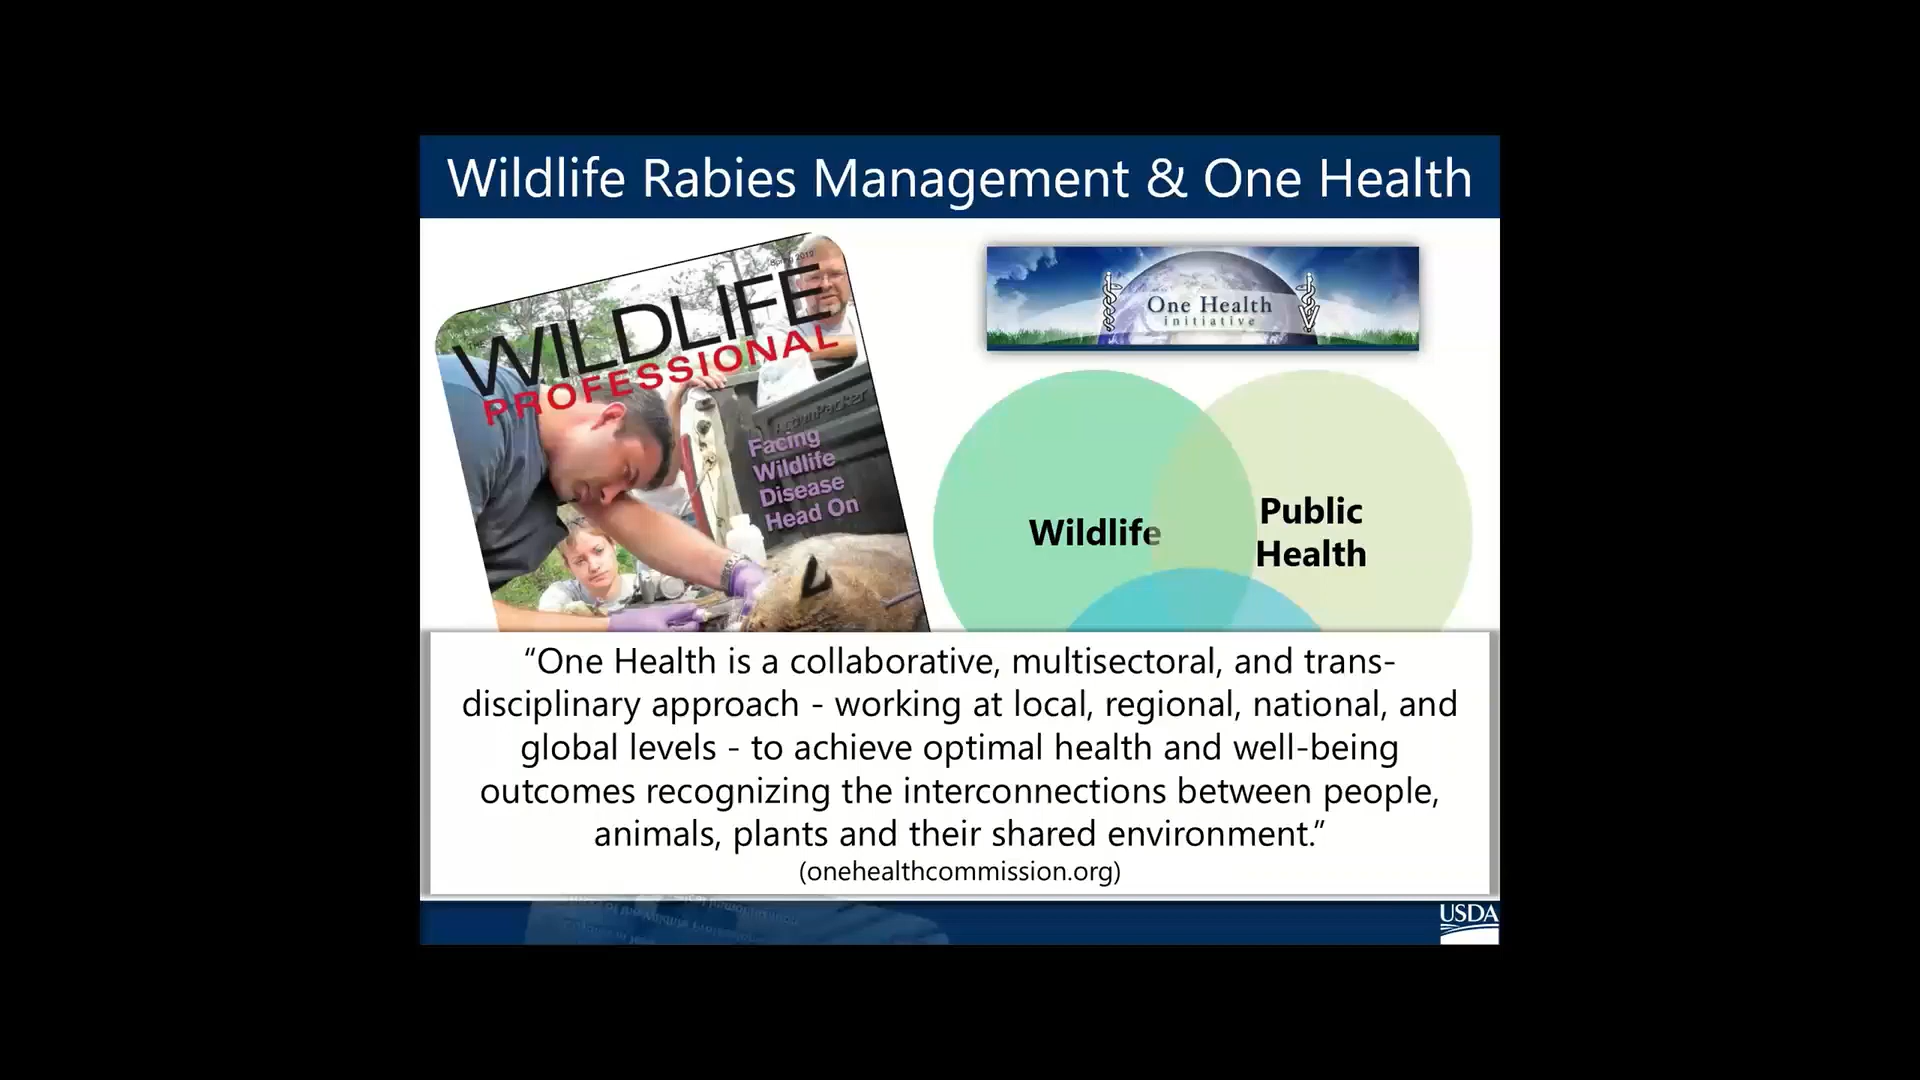 Wildlife Rabies Management & One Health
Spring 2012
WILDLIFE
PROFESSIONAL
Facing
Wildlife
Disease
Head On
One Health
initiative
Wildlife
Public
Health
“One Health is a collaborative, multisectoral, and trans-
disciplinary approach - working at local, regional, national, and
global levels - to achieve optimal health and well-being
outcomes recognizing the interconnections between people,
animals, plants and their shared environment.”
(onehealthcommission.org)
USDA